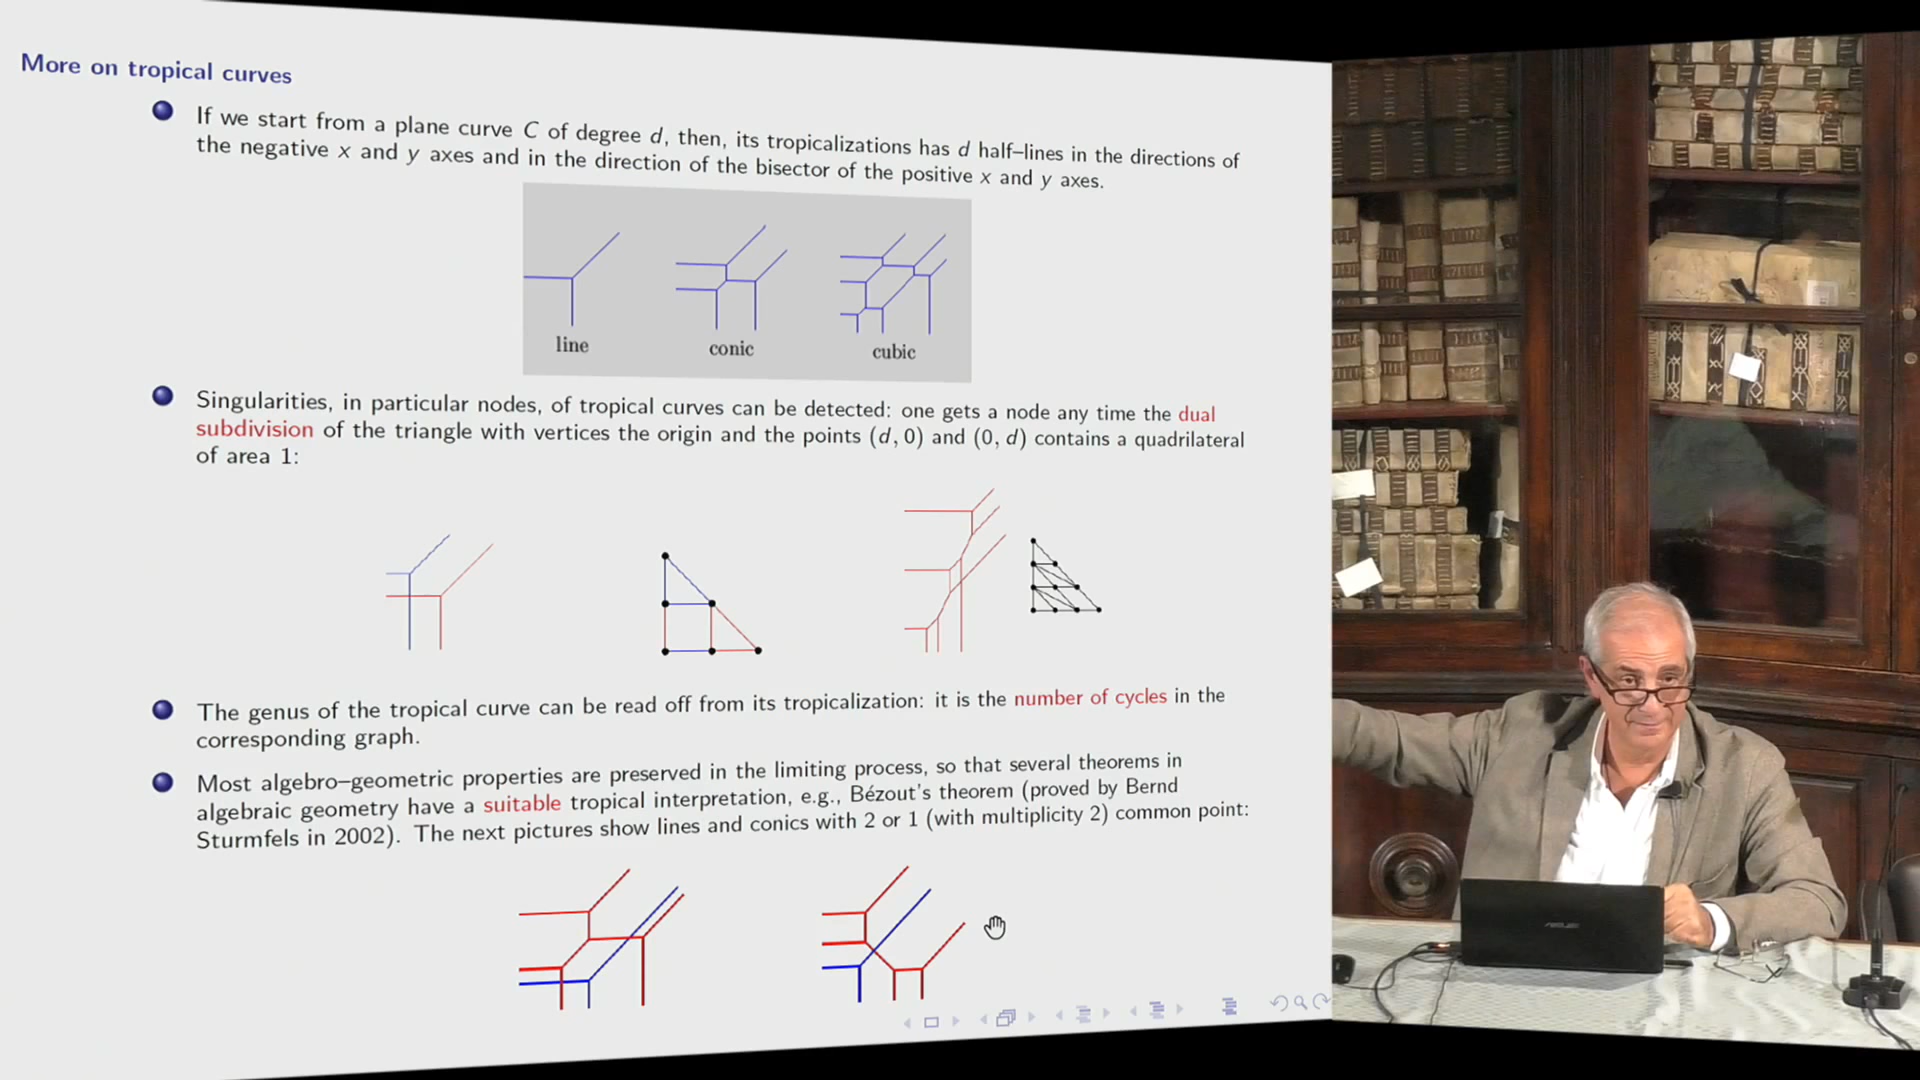 More on tropical curves
If we start from a plane curve C of degree d, then, its tropicalizations has d half–lines in the directions of
the negative x and y axes and in the direction of the bisector of the positive x and y axes.
line
conic
cubic
Singularities, in particular nodes, of tropical curves can be detected: one gets a node any time the dual
subdivision of the triangle with vertices the origin and the points (d, 0) and (0, d) contains a quadrilateral
of area 1:
The genus of the tropical curve can be read off from its tropicalization: it is the number of cycles in the
corresponding graph.
Most algebro–geometric properties are preserved in the limiting process, so that several theorems in
algebraic geometry have a suitable tropical interpretation, e.g., Bézout's theorem (proved by Bernd
Sturmfels in 2002). The next pictures show lines and conics with 2 or 1 (with multiplicity 2) common point:
ASUS